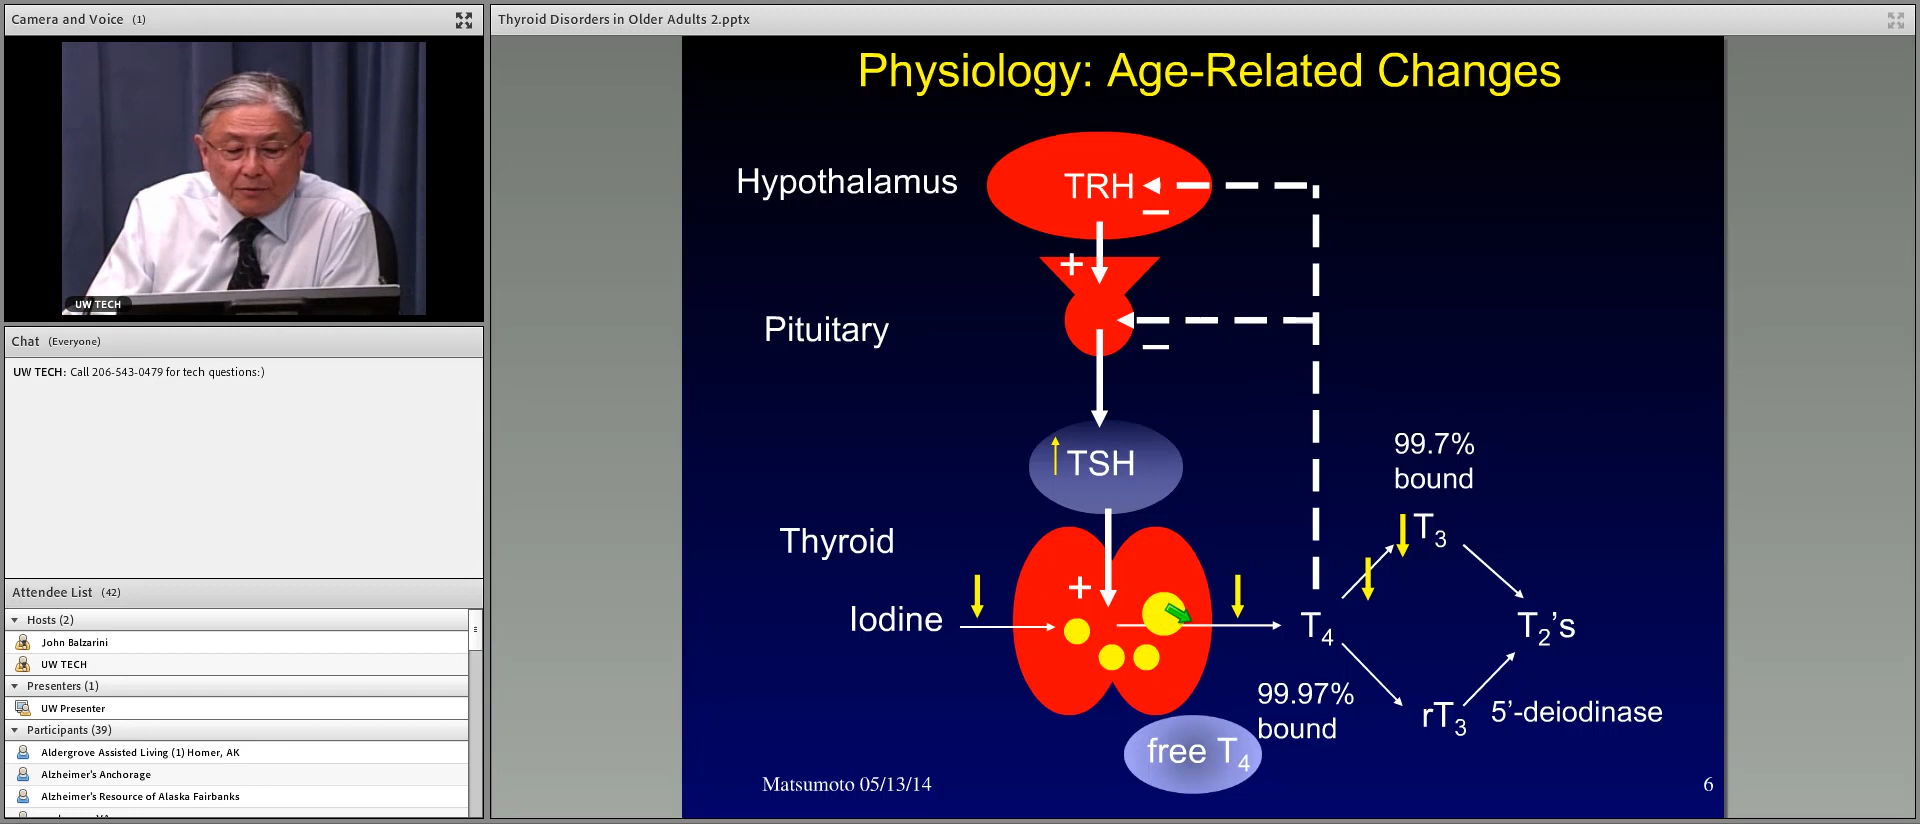 Camera and Voice (1)
UW TECH
Chat (Everyone)
UW TECH: Call 206-543-0479 for tech questions:)
Attendee List (42)
Hosts (2)
John Balzarini
UW TECH
Presenters (1)
UW Presenter
Participants (39)
Aldergrove Assisted Living (1) Homer, AK
Alzheimer's Anchorage
Alzheimer's Resource of Alaska Fairbanks
Thyroid Disorders in Older Adults 2.pptx
Physiology: Age-Related Changes
Hypothalamus
TRH
–
+
Pituitary
–
TSH
99.7%
bound
Thyroid
T3
+
Iodine
T4
T2's
99.97%
bound
rT3
5'-deiodinase
free T4
Matsumoto 05/13/14
6